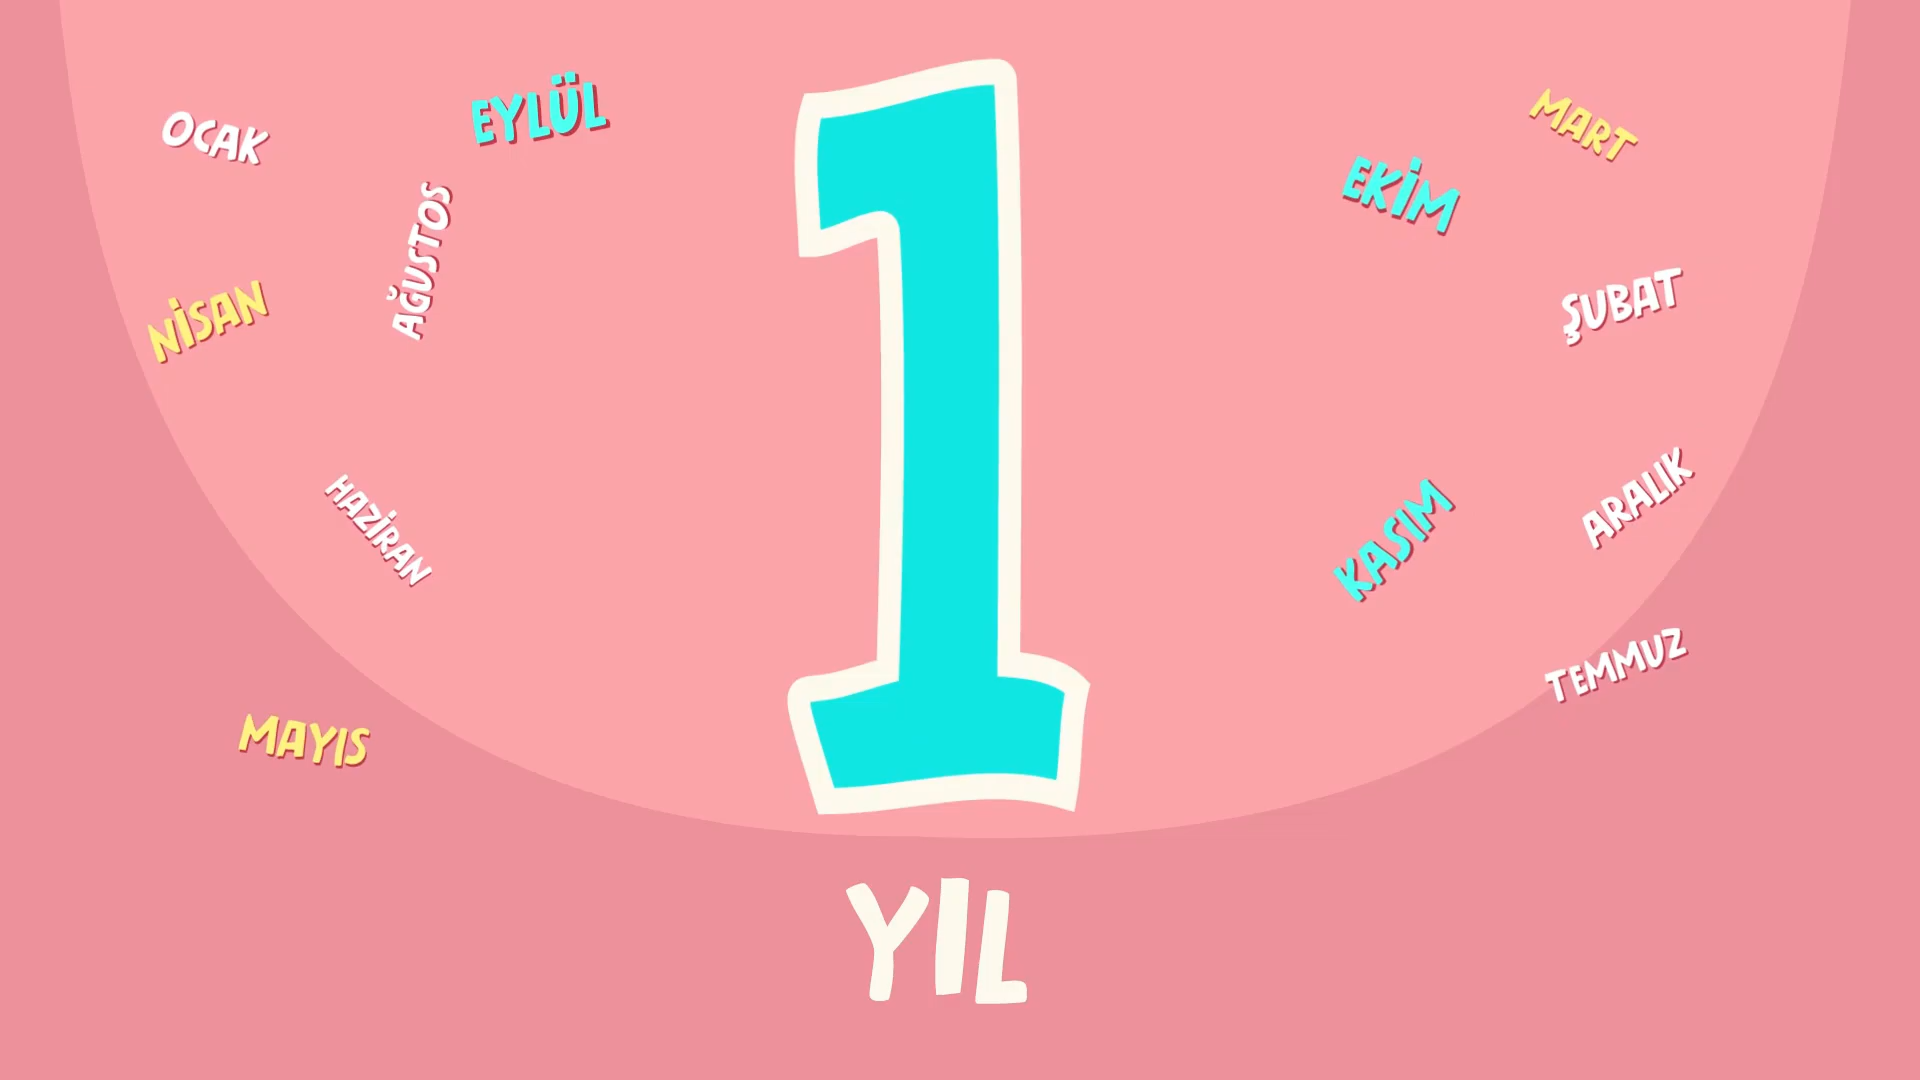 OCAK
EYLÜL
MART
EKİM
AĞUSTOS
NİSAN
ŞUBAT
1
HAZİRAN
KASIM
ARALIK
TEMMUZ
MAYIS
YIL